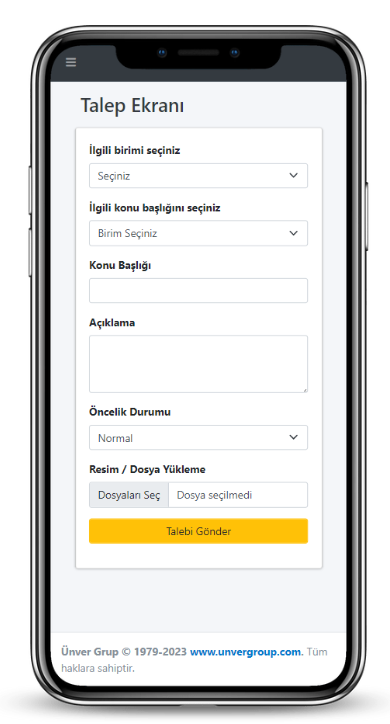 Talep Ekranı
İlgili birimi seçiniz
Seçiniz
İlgili konu başlığını seçiniz
Birim Seçiniz
Konu Başlığı
Açıklama
Öncelik Durumu
Normal
Resim / Dosya Yükleme
Dosyaları Seç Dosya seçilmedi
Talebi Gönder
Ünver Grup © 1979-2023 www.unvergroup.com. Tüm
haklara sahiptir.